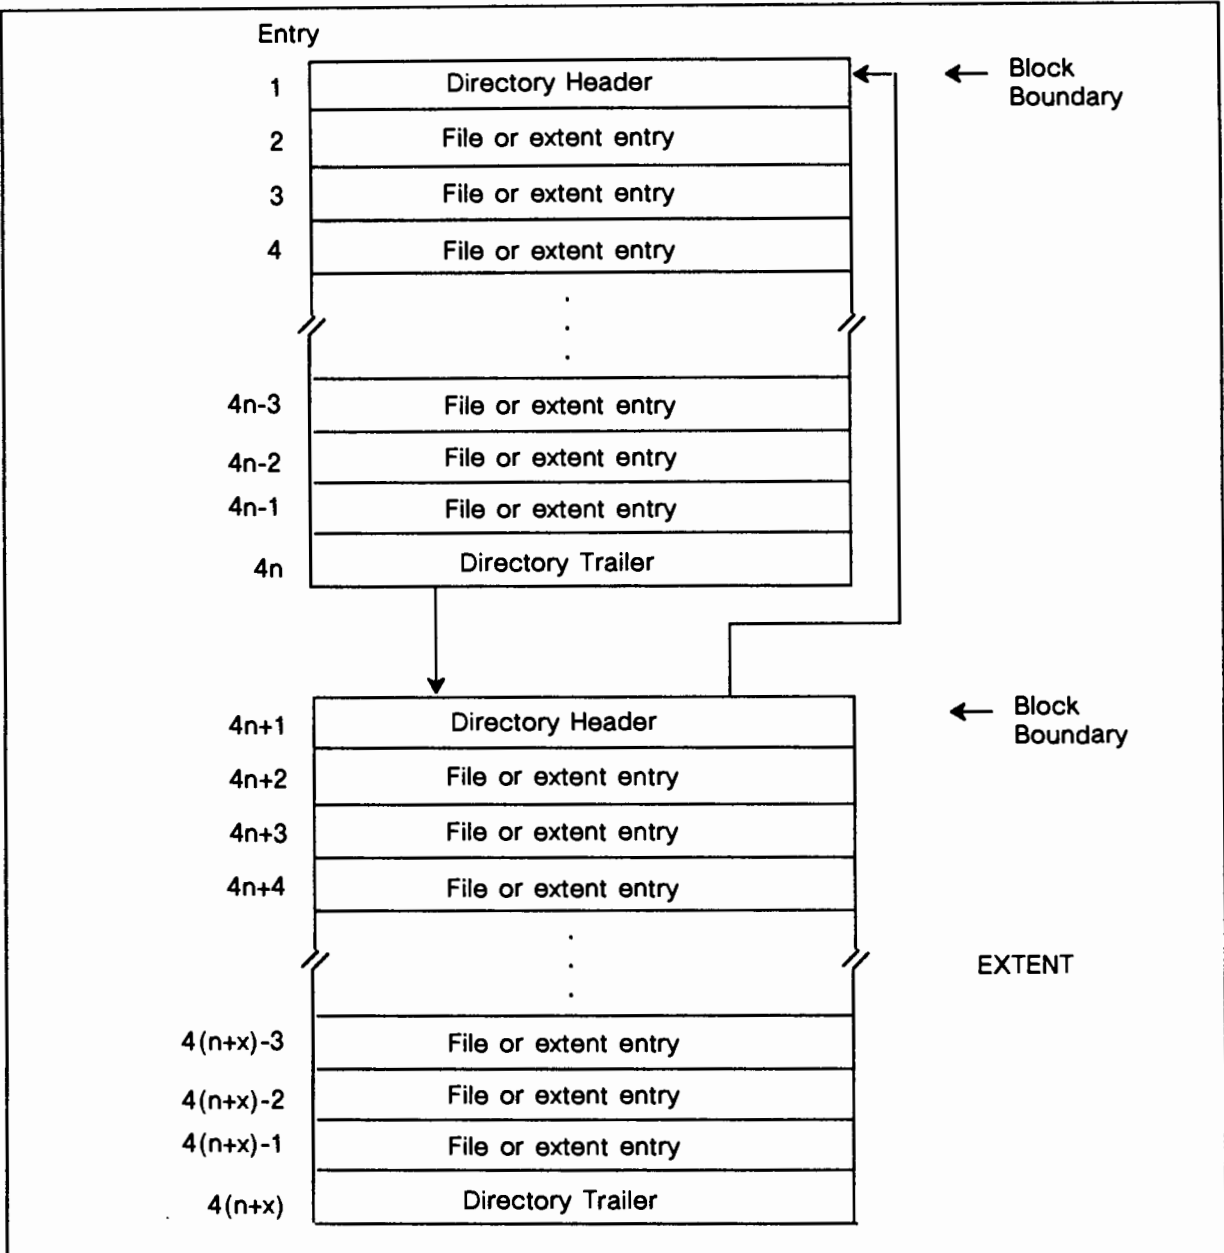 Entry
1 Directory Header
Block
Boundary
2 File or extent entry
3 File or extent entry
4 File or extent entry
4n-3 File or extent entry
4n-2 File or extent entry
4n-1 File or extent entry
4n Directory Trailer
4n+1 Directory Header
Block
Boundary
4n+2 File or extent entry
4n+3 File or extent entry
4n+4 File or extent entry
EXTENT
4(n+x)-3 File or extent entry
4(n+x)-2 File or extent entry
4(n+x)-1 File or extent entry
4(n+x) Directory Trailer